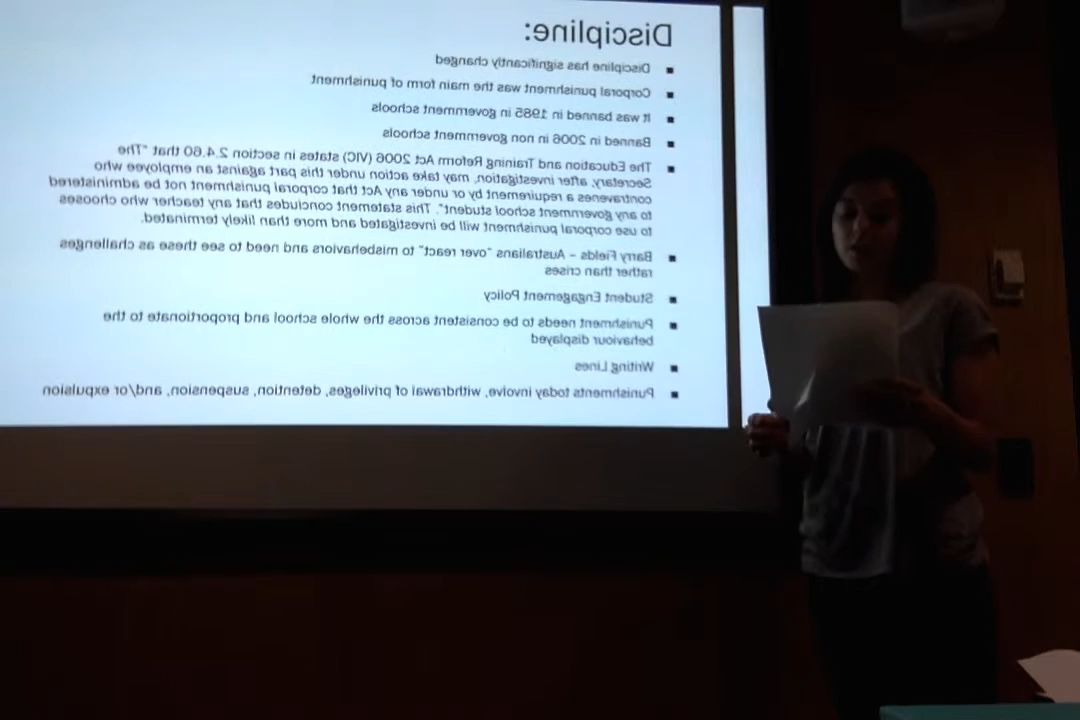 Discipline:
Discipline has significantly changed
Corporal punishment was the main form of punishment
It was banned in 1985 in government schools
Banned in 2006 in non government schools
The Education and Training Reform Act 2006 (VIC) states in section 2.4.60 that "The
Secretary, after investigation, may take action under this part against an employee who
contravenes a requirement by or under any Act that corporal punishment not be administered
to any government school student". This statement concludes that any teacher who chooses
to use corporal punishment will be investigated and more than likely terminated.
Barry Fields – Australians "over react" to misbehaviors and need to see these as challenges
rather than crises
Student Engagement Policy
Punishment needs to be consistent across the whole school and proportionate to the
behaviour displayed
Writing Lines
Punishments today involve, withdrawal of privileges, detention, suspension, and/or expulsion